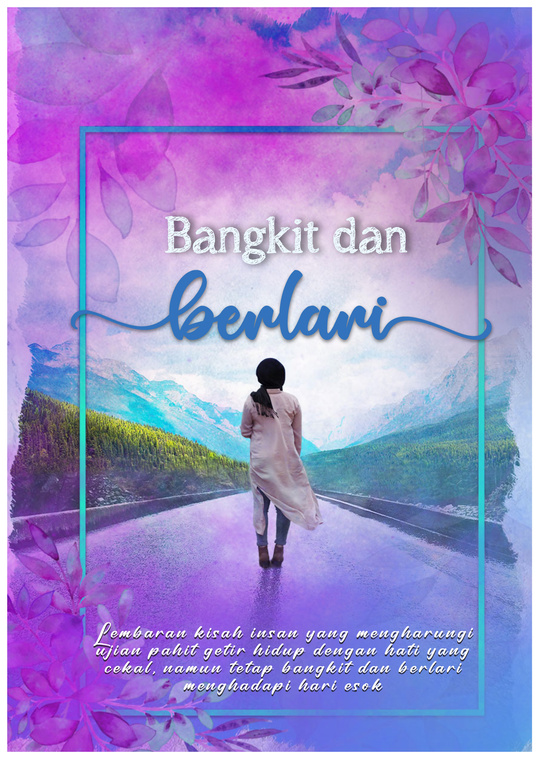 Bangkit dan
berlari
Lembaran kisah insan yang mengharungi
ujian pahit getir hidup dengan hati yang
cekal, namun tetap bangkit dan berlari
menghadapi hari esok